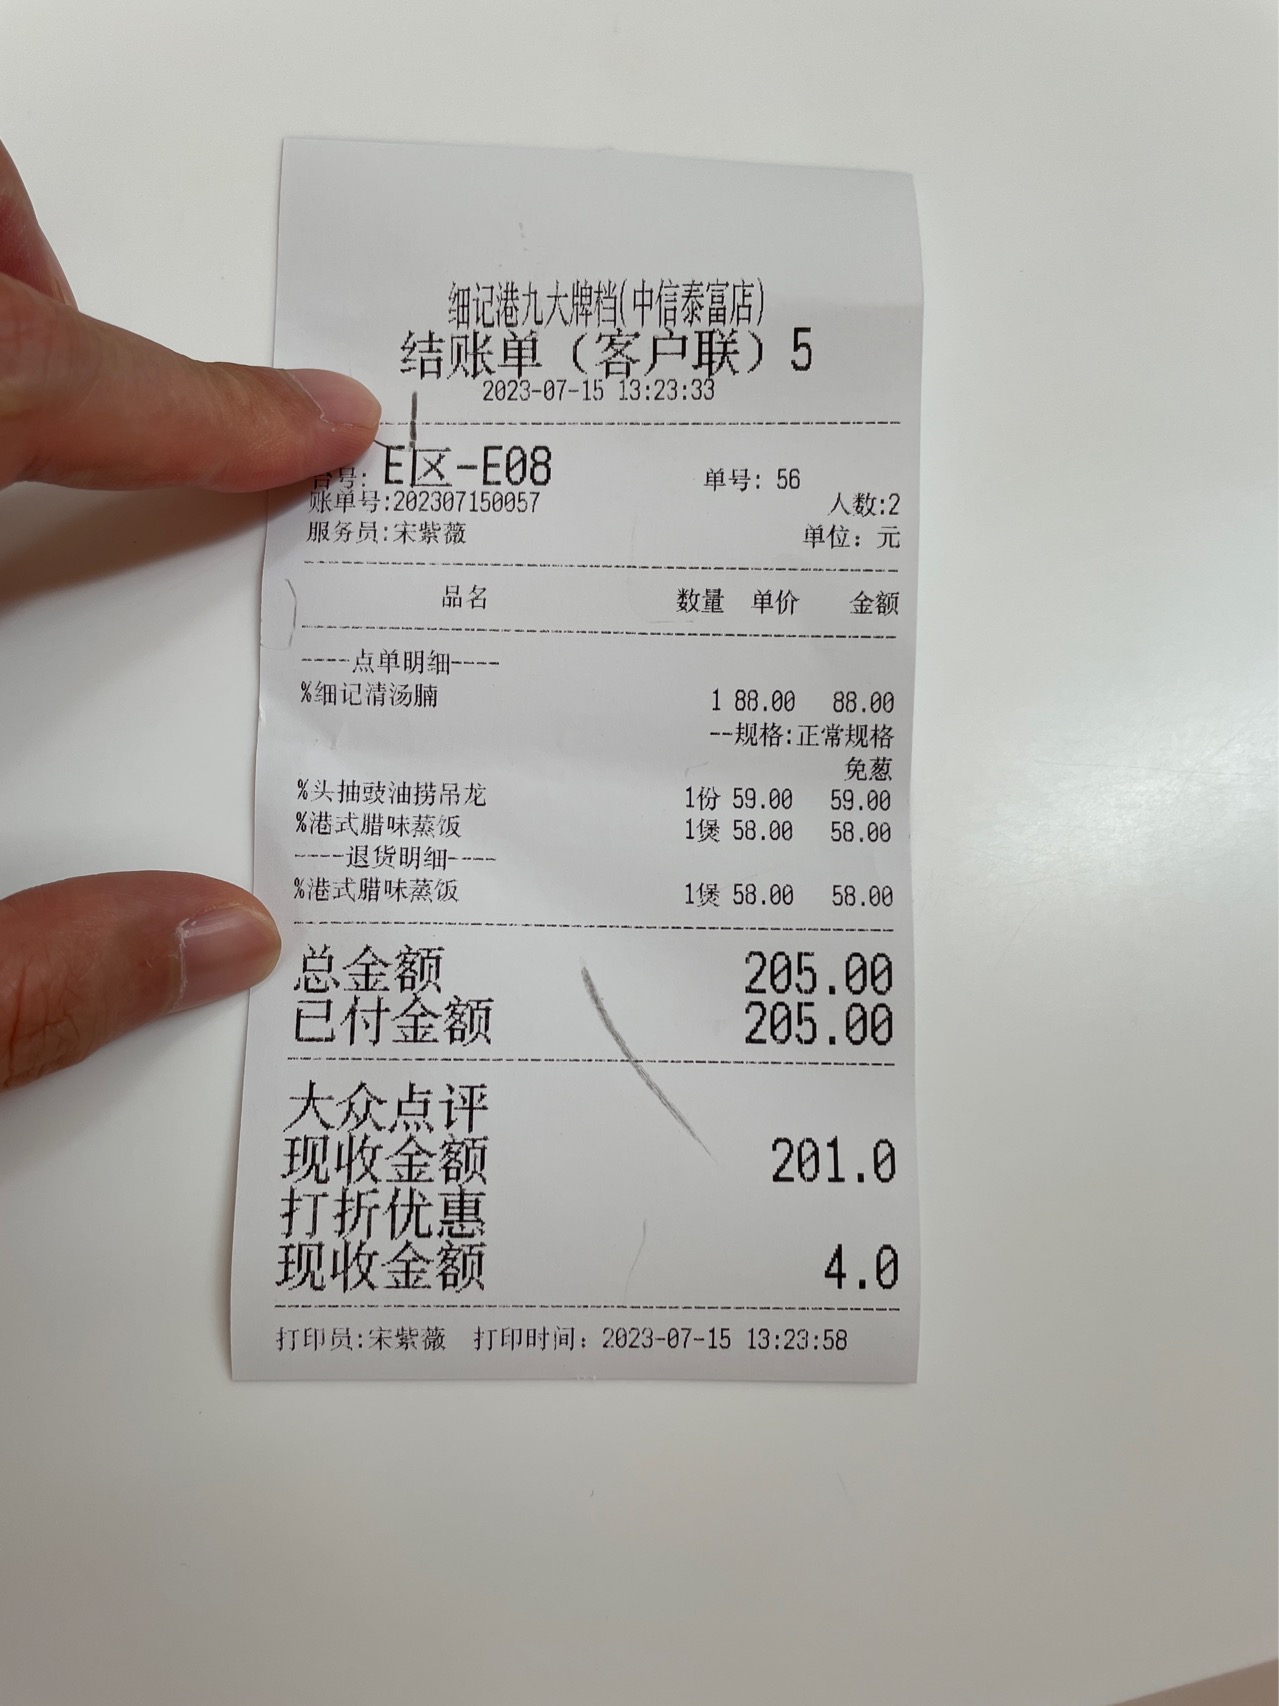 细记港九大牌档(中信泰富店)
结账单（客户联）5
2023-07-15 13:23:33
台号: E区-E08 单号: 56
账单号:202307150057 人数:2
服务员:宋紫薇 单位: 元
品名 数量 单价 金额
----点单明细----
%细记清汤腩 1 88.00 88.00
--规格:正常规格
免葱
%头抽豉油捞吊龙 1份 59.00 59.00
%港式腊味蒸饭 1煲 58.00 58.00
----退货明细----
%港式腊味蒸饭 1煲 58.00 58.00
总金额 205.00
已付金额 205.00
大众点评
现收金额 201.0
打折优惠
现收金额 4.0
打印员:宋紫薇 打印时间: 2023-07-15 13:23:58